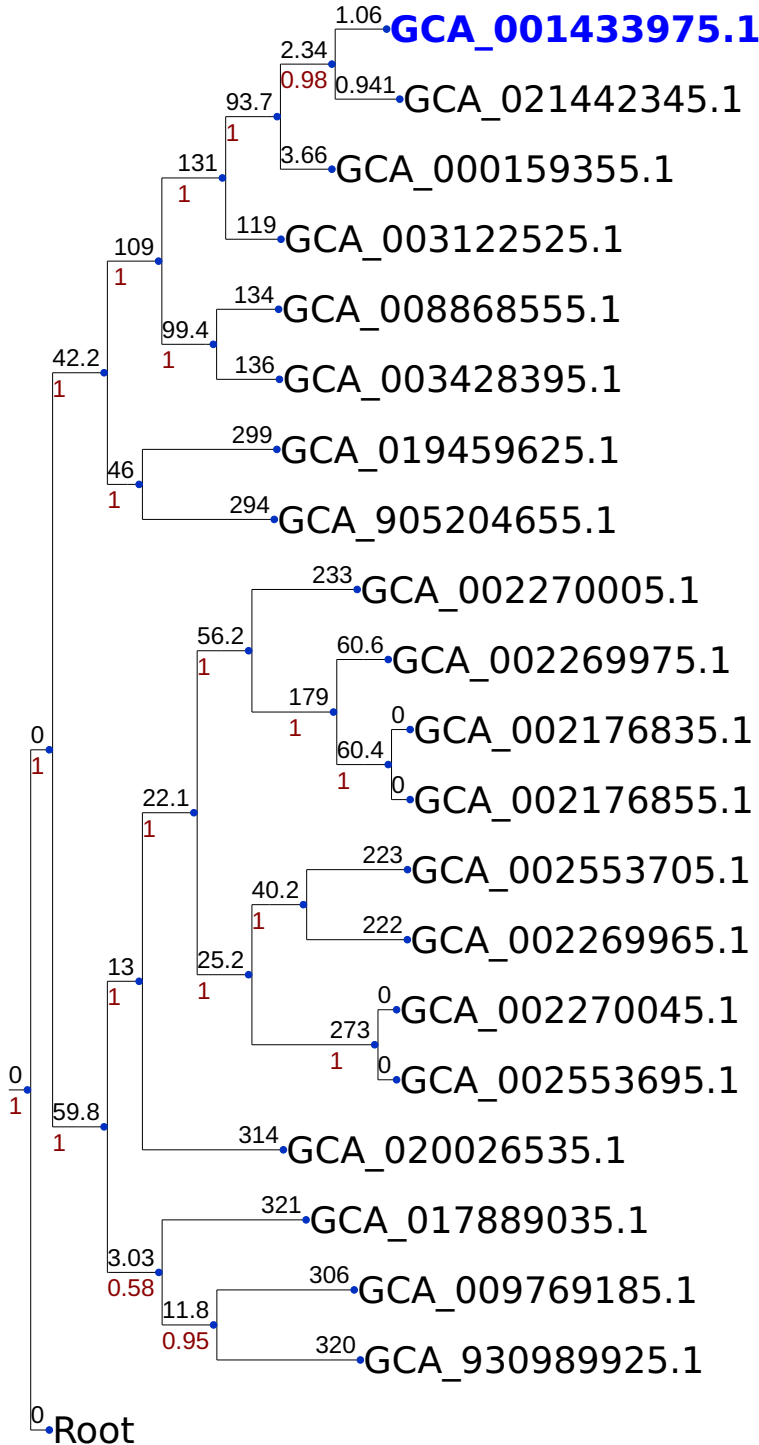 1.06
GCA_001433975.1
2.34
0.98
0.941
GCA_021442345.1
93.7
1
3.66
GCA_000159355.1
131
1
119
GCA_003122525.1
109
1
134
GCA_008868555.1
99.4
1
136
GCA_003428395.1
42.2
1
299
GCA_019459625.1
46
1
294
GCA_905204655.1
233
GCA_002270005.1
56.2
1
60.6
GCA_002269975.1
179
1
0
GCA_002176835.1
0
1
60.4
1
0
GCA_002176855.1
22.1
1
223
GCA_002553705.1
40.2
1
222
GCA_002269965.1
13
1
25.2
1
0
GCA_002270045.1
273
1
0
GCA_002553695.1
0
1
59.8
1
314
GCA_020026535.1
321
GCA_017889035.1
3.03
0.58
306
GCA_009769185.1
11.8
0.95
320
GCA_930989925.1
0
Root